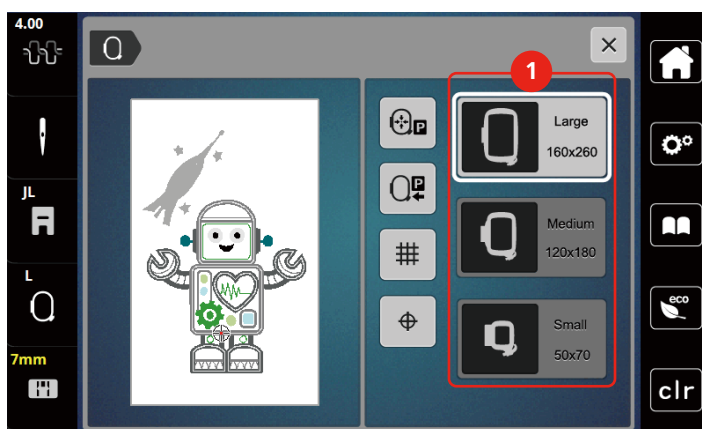 4.00
JL
L
7mm
P
P
1
Large
160x260
Medium
120x180
Small
50x70
eco
clr